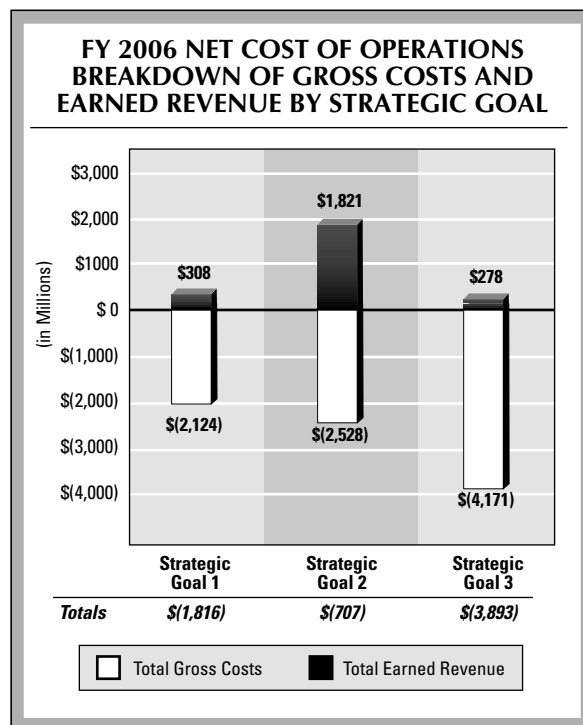 FY 2006 NET COST OF OPERATIONS
BREAKDOWN OF GROSS COSTS AND
EARNED REVENUE BY STRATEGIC GOAL
(in Millions)
$3,000
$2,000
$1000
$ 0
$(1,000)
$(2,000)
$(3,000)
$(4,000)
$308
$1,821
$278
$(2,124)
$(2,528)
$(4,171)
Strategic Goal 1
Strategic Goal 2
Strategic Goal 3
Totals $(1,816) $(707) $(3,893)
Total Gross Costs
Total Earned Revenue